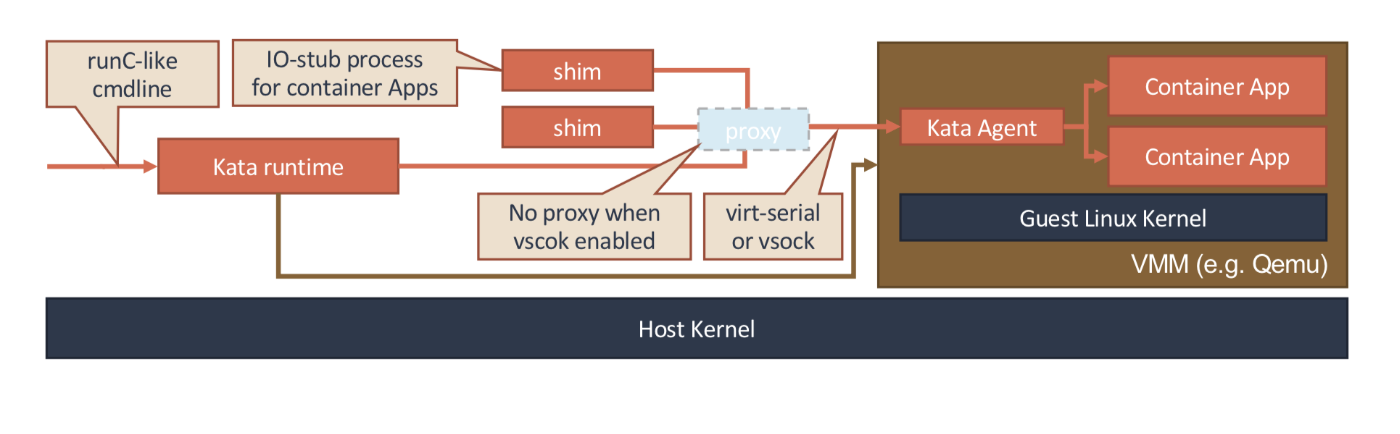 runC-like
cmdline
IO-stub process
for container Apps
shim
shim
proxy
Kata runtime
No proxy when
vscok enabled
virt-serial
or vsock
Kata Agent
Container App
Container App
Guest Linux Kernel
VMM (e.g. Qemu)
Host Kernel